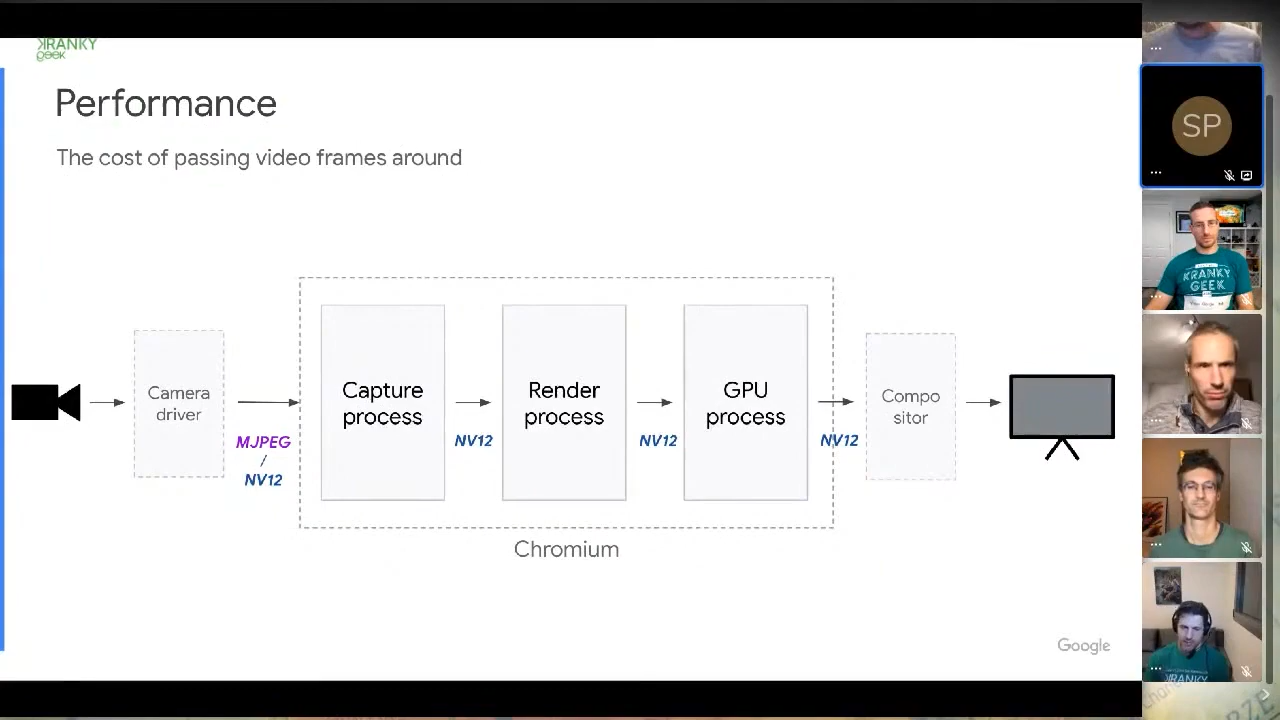 KRANKY
geek
Performance
The cost of passing video frames around
Camera
driver
MJPEG
/
NV12
Capture
process
NV12
Render
process
NV12
GPU
process
NV12
Compo
sitor
Chromium
Google
SP
KRANKY
GEEK
KRANKY